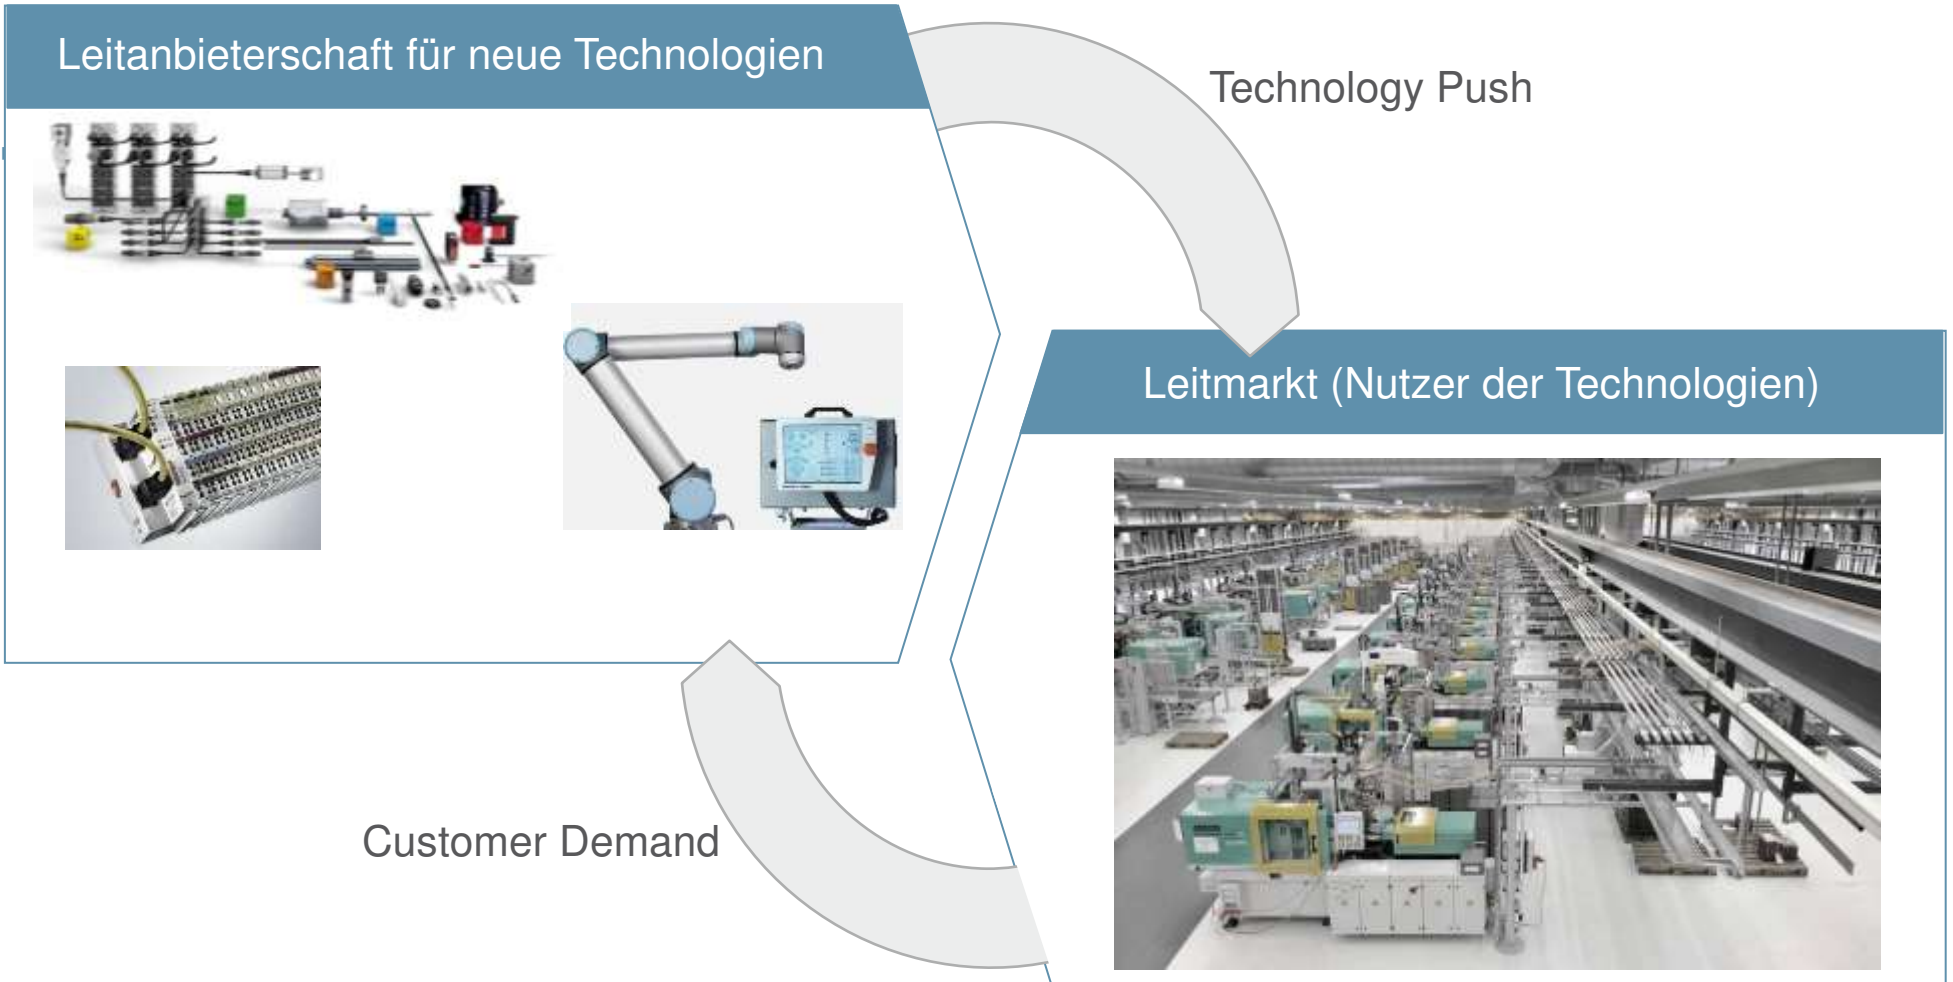 Leitanbieterschaft für neue Technologien
Technology Push
Leitmarkt (Nutzer der Technologien)
Customer Demand